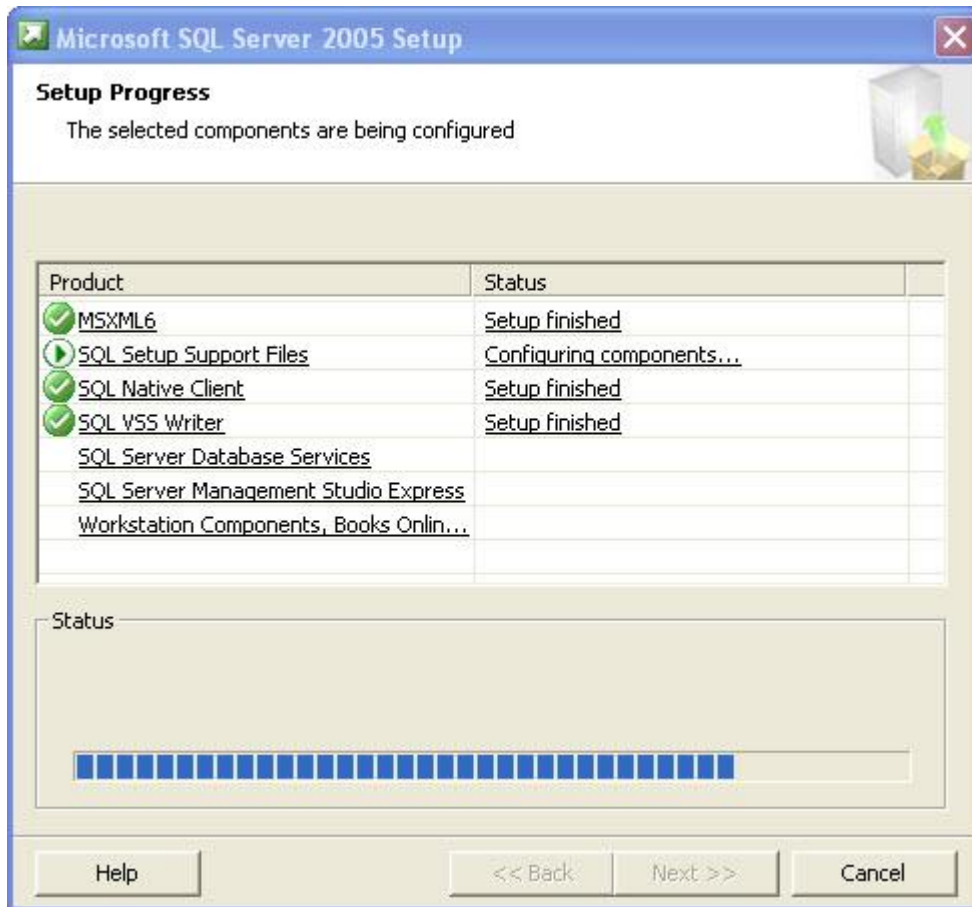 Microsoft SQL Server 2005 Setup
Setup Progress
The selected components are being configured
Product Status
MSXML6 Setup finished
SQL Setup Support Files Configuring components...
SQL Native Client Setup finished
SQL VSS Writer Setup finished
SQL Server Database Services
SQL Server Management Studio Express
Workstation Components, Books Onlin...
Status
Help << Back Next >> Cancel